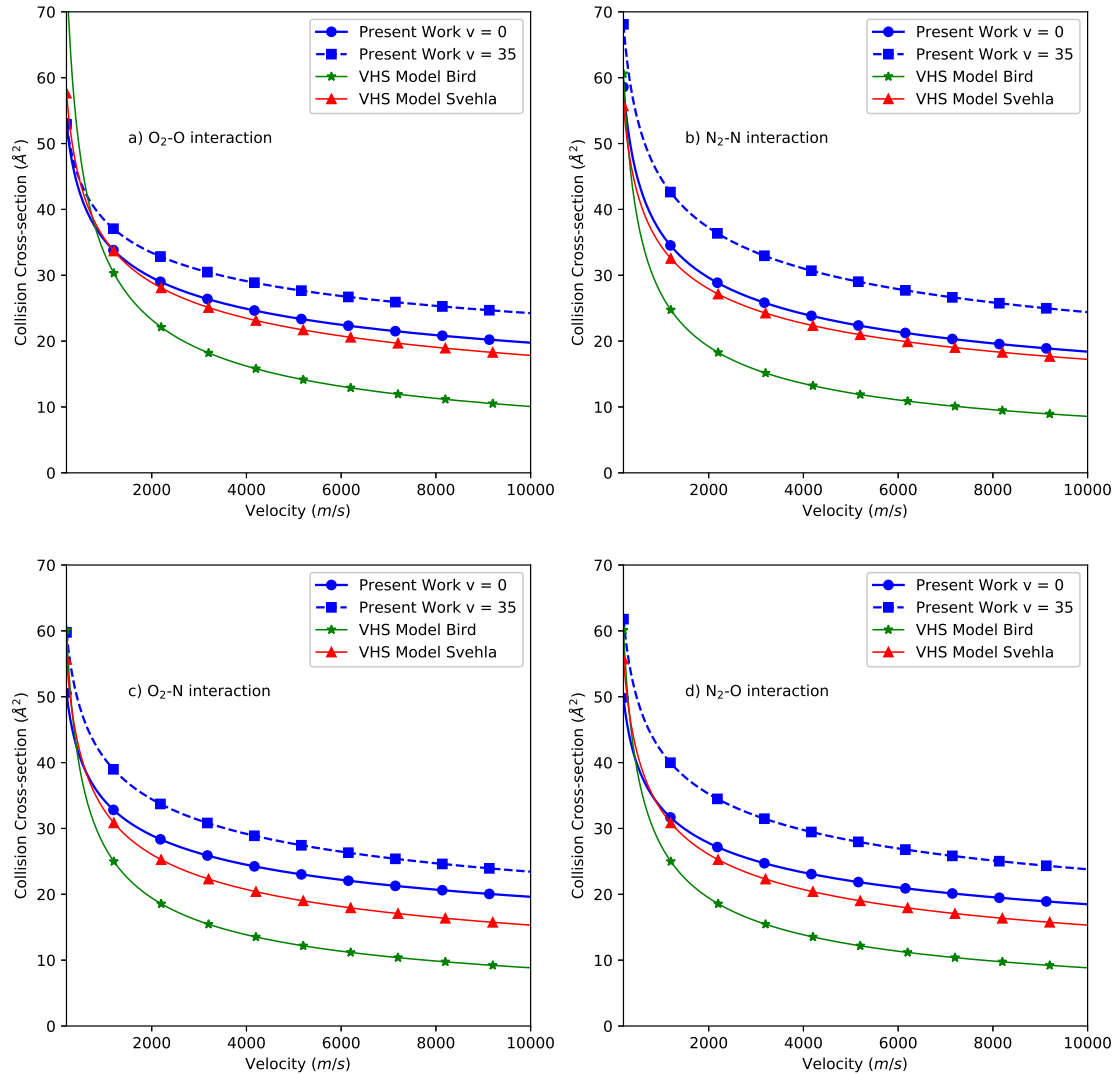 70
60
50
40
30
20
10
0
Collision Cross-section (Å²)
Present Work v = 0
Present Work v = 35
VHS Model Bird
VHS Model Svehla
a) O₂-O interaction
2000 4000 6000 8000 10000
Velocity (m/s)
70
60
50
40
30
20
10
0
Collision Cross-section (Å²)
Present Work v = 0
Present Work v = 35
VHS Model Bird
VHS Model Svehla
b) N₂-N interaction
2000 4000 6000 8000 10000
Velocity (m/s)
70
60
50
40
30
20
10
0
Collision Cross-section (Å²)
Present Work v = 0
Present Work v = 35
VHS Model Bird
VHS Model Svehla
c) O₂-N interaction
2000 4000 6000 8000 10000
Velocity (m/s)
70
60
50
40
30
20
10
0
Collision Cross-section (Å²)
Present Work v = 0
Present Work v = 35
VHS Model Bird
VHS Model Svehla
d) N₂-O interaction
2000 4000 6000 8000 10000
Velocity (m/s)